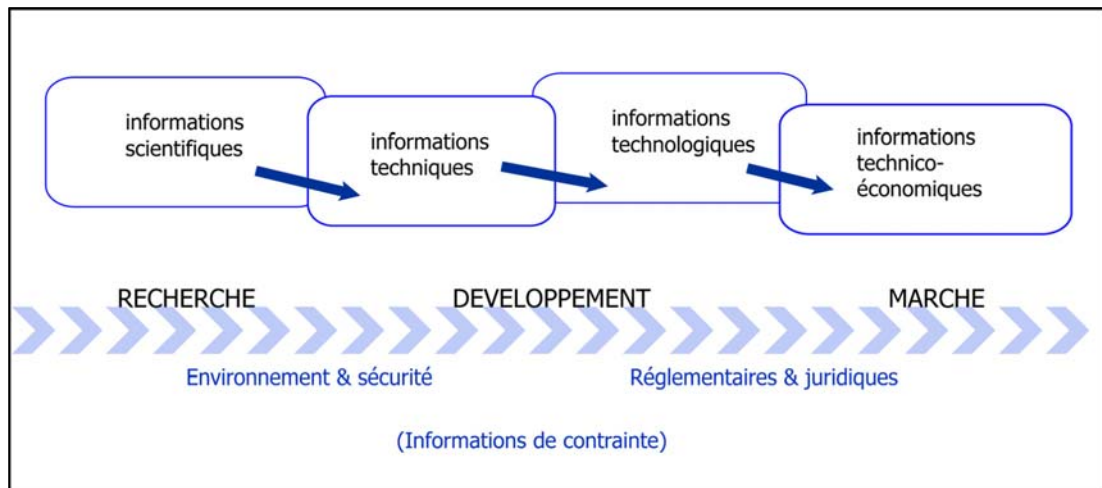 informations
scientifiques
informations
techniques
informations
technologiques
informations
technico-
économiques
RECHERCHE
DEVELOPPEMENT
MARCHE
Environnement & sécurité
Réglementaires & juridiques
(Informations de contrainte)